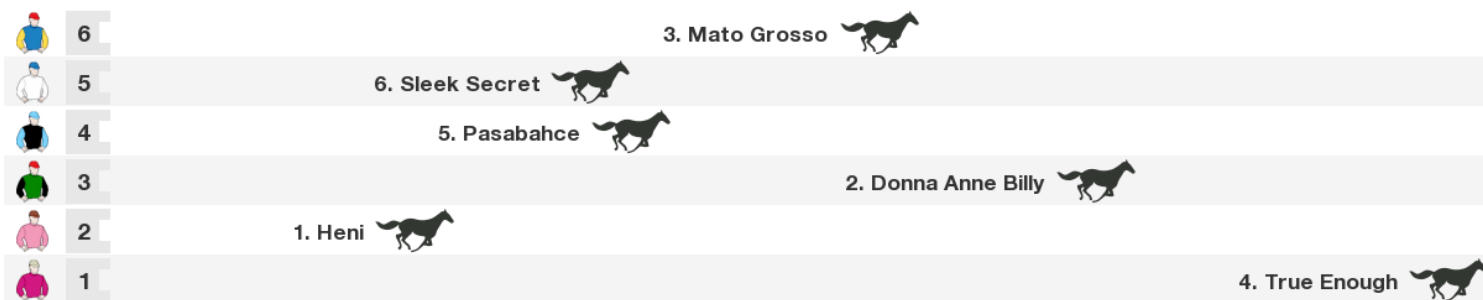 6 3. Mato Grosso
5 6. Sleek Secret
4 5. Pasabahce
3 2. Donna Anne Billy
2 1. Heni
1 4. True Enough